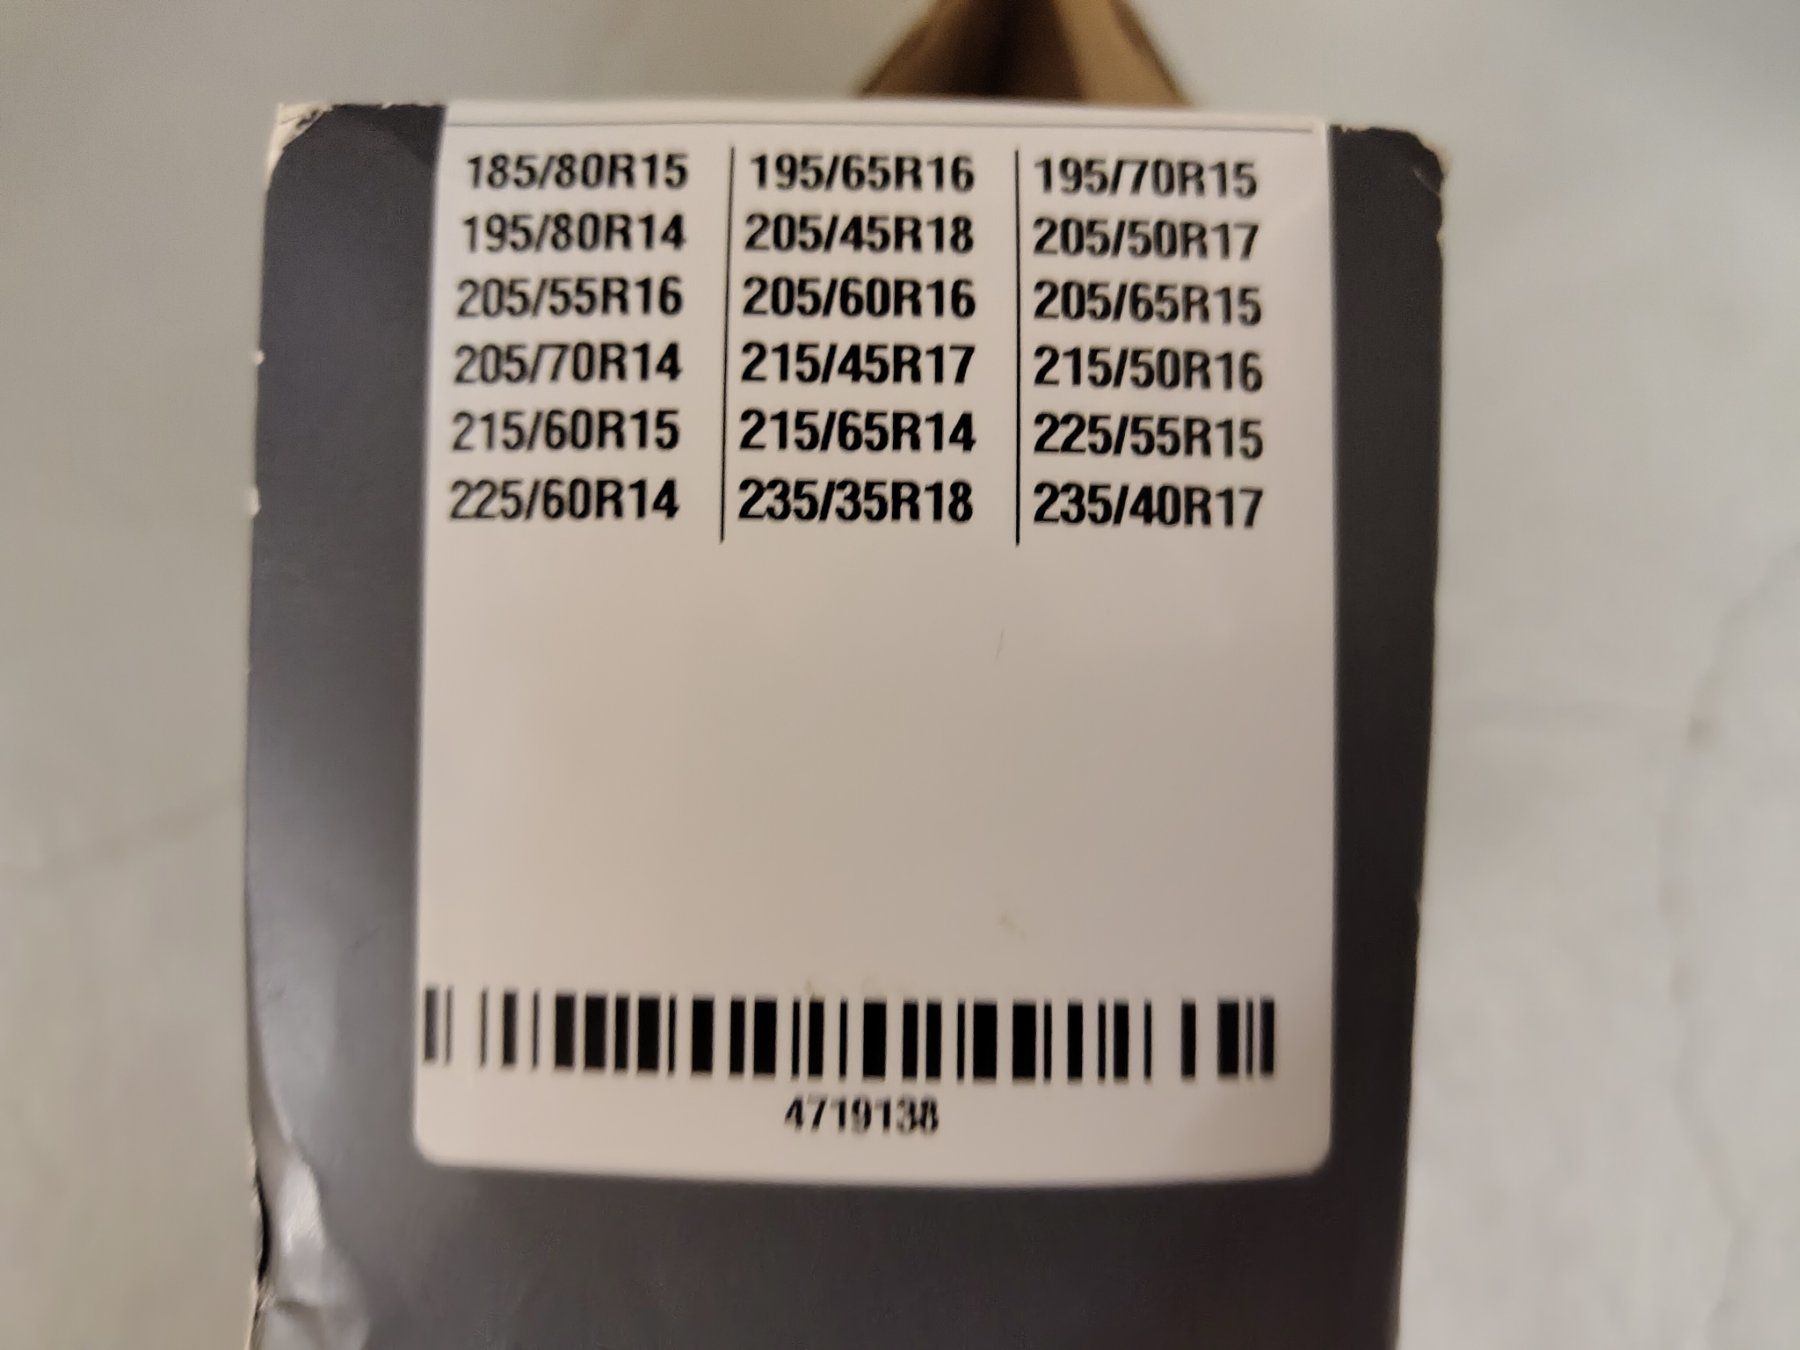 185/80R15 195/65R16 195/70R15
195/80R14 205/45R18 205/50R17
205/55R16 205/60R16 205/65R15
205/70R14 215/45R17 215/50R16
215/60R15 215/65R14 225/55R15
225/60R14 235/35R18 235/40R17
4719138